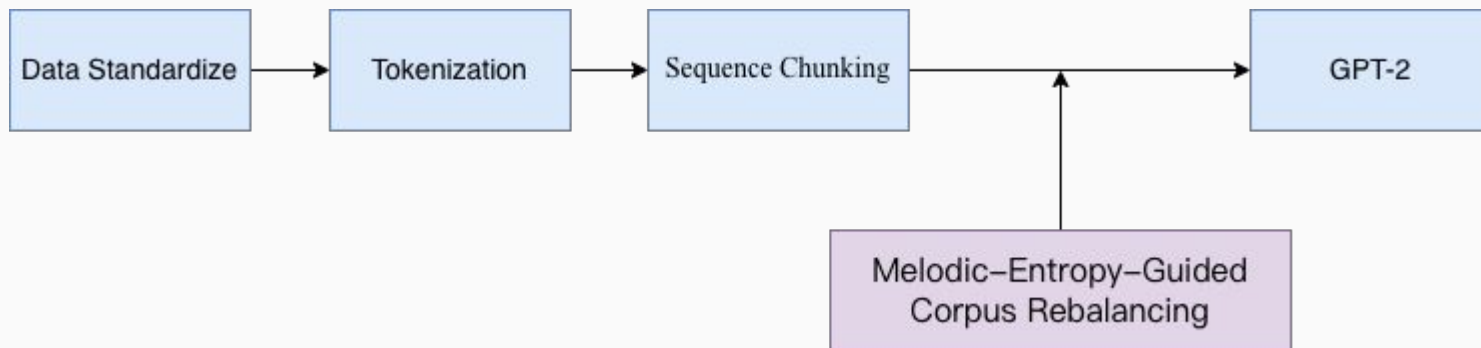 Data Standardize
Tokenization
Sequence Chunking
GPT-2
Melodic–Entropy–Guided
Corpus Rebalancing